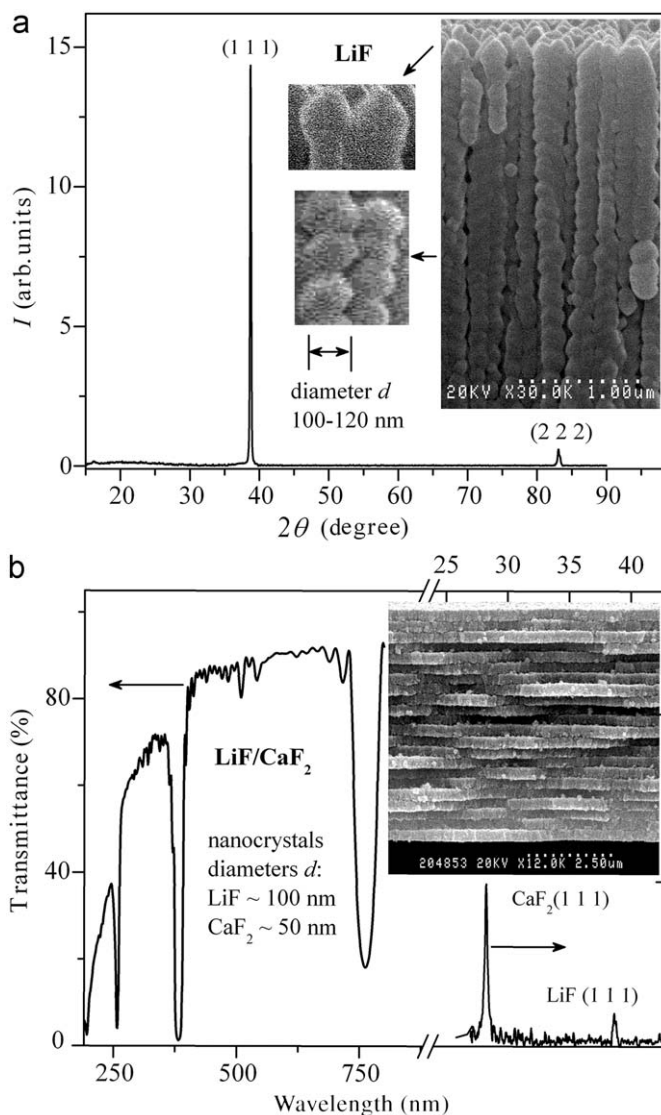 a
15
10
5
0
I (arb.units)
(1 1 1)
LiF
diameter d
100-120 nm
20KV X30.0K 1.00um
(2 2 2)
20 30 40 50 60 70 80 90
2θ (degree)
b
25 30 35 40
80
40
0
Transmittance (%)
LiF/CaF₂
nanocrystals
diameters d:
LiF ~ 100 nm
CaF₂ ~ 50 nm
204853 20KV X12.0K 2.50um
CaF₂(1 1 1)
LiF (1 1 1)
250 500 750
Wavelength (nm)